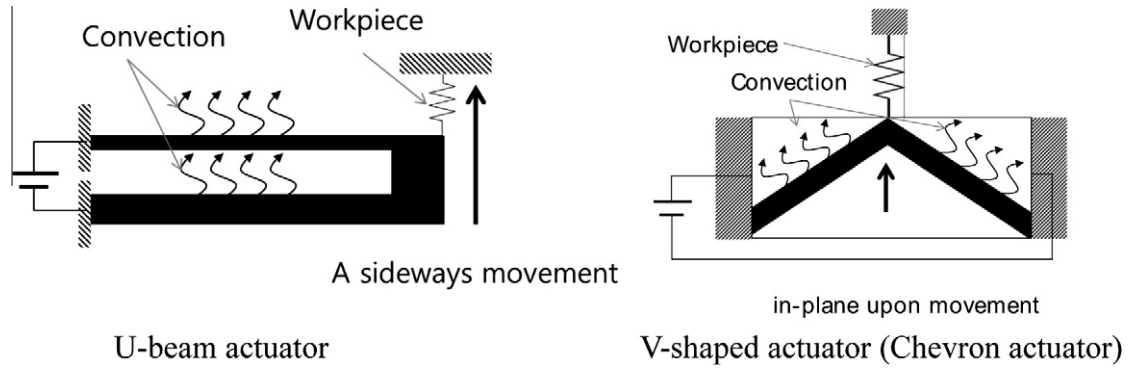 Workpiece
Convection
A sideways movement
U-beam actuator
Workpiece
Convection
in-plane upon movement
V-shaped actuator (Chevron actuator)